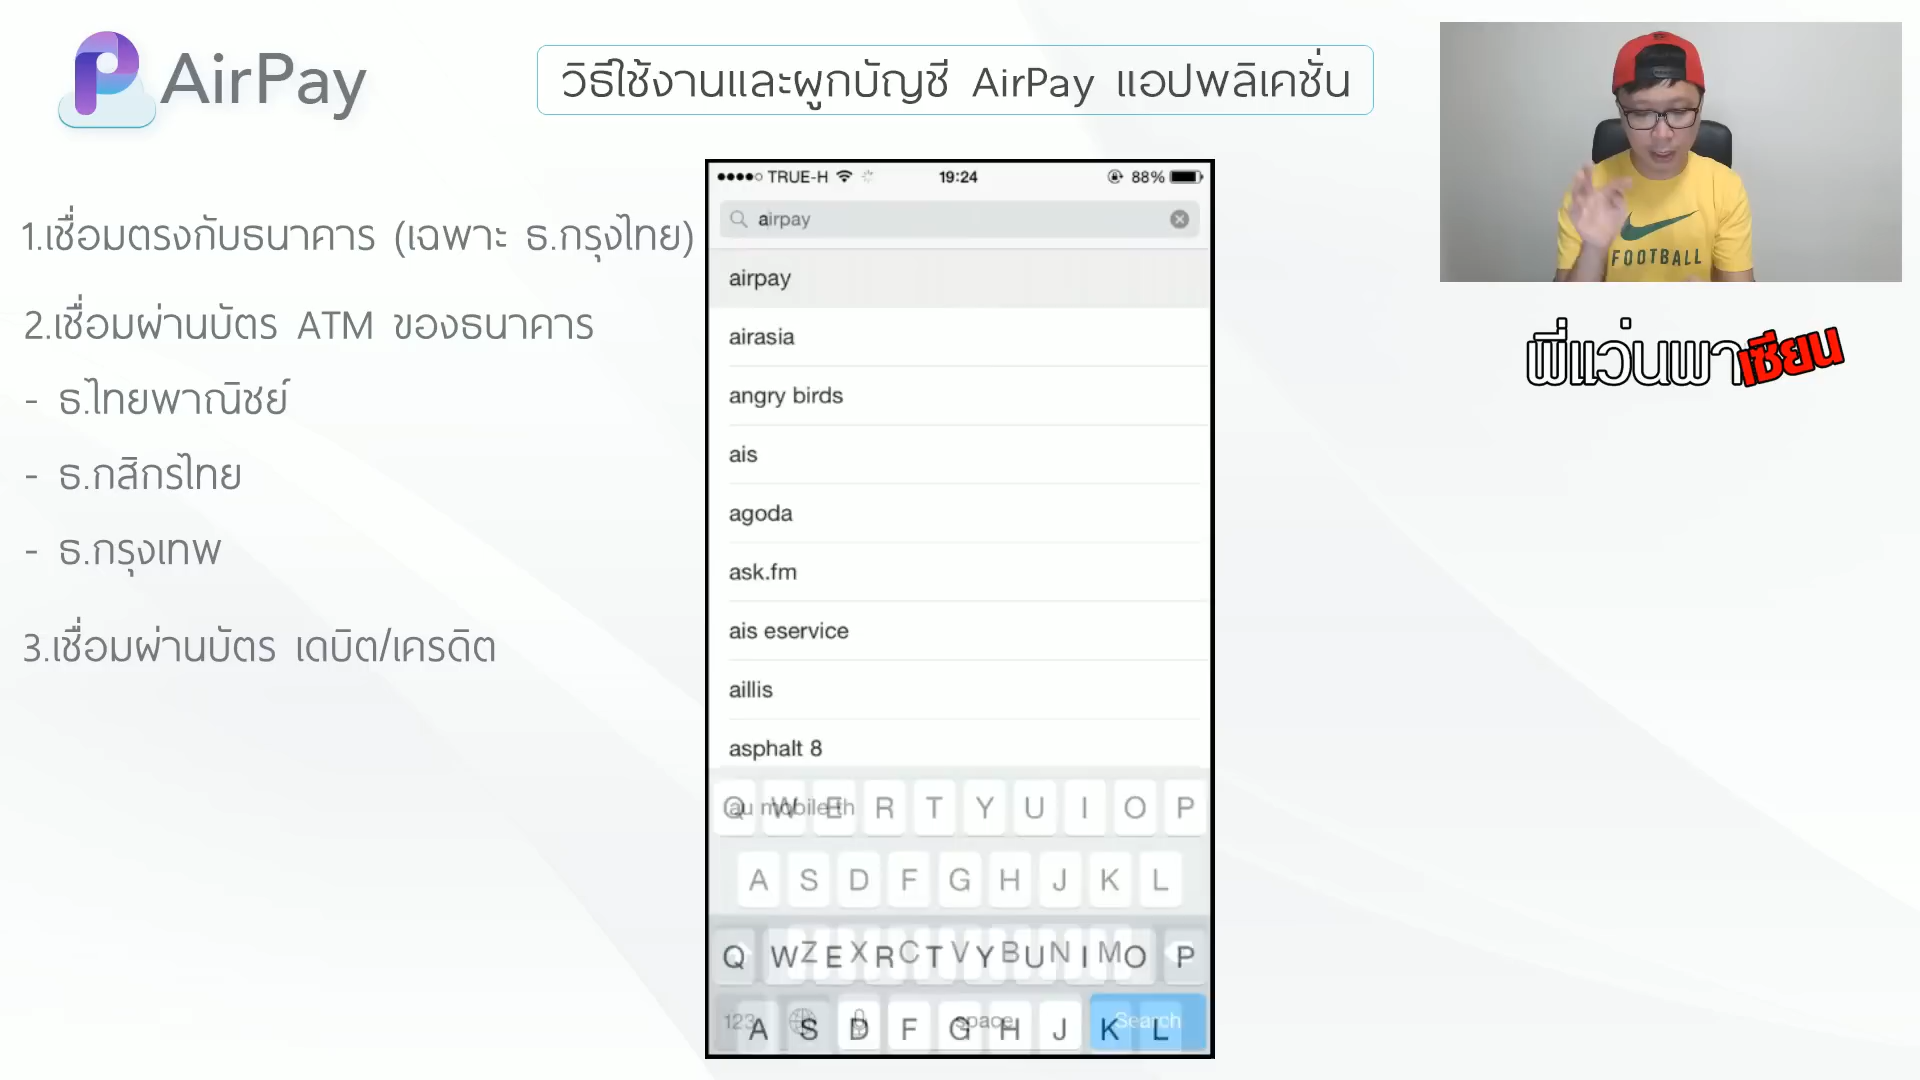 AirPay
วิธีใช้งานและผูกบัญชี AirPay แอปพลิเคชั่น
1.เชื่อมตรงกับธนาคาร (เฉพาะ ธ.กรุงไทย)
2.เชื่อมผ่านบัตร ATM ของธนาคาร
- ธ.ไทยพาณิชย์
- ธ.กสิกรไทย
- ธ.กรุงเทพ
3.เชื่อมผ่านบัตร เดบิต/เครดิต
TRUE-H 19:24 88%
airpay
airpay
airasia
angry birds
ais
agoda
ask.fm
ais eservice
aillis
asphalt 8
au mobile th
Q W E R T Y U I O P
A S D F G H J K L
Z X C V B N M
Q W E R T Y U I O P
123 space Search
A S D F G H J K L
FOOTBALL
พี่แว่นพาเซียน